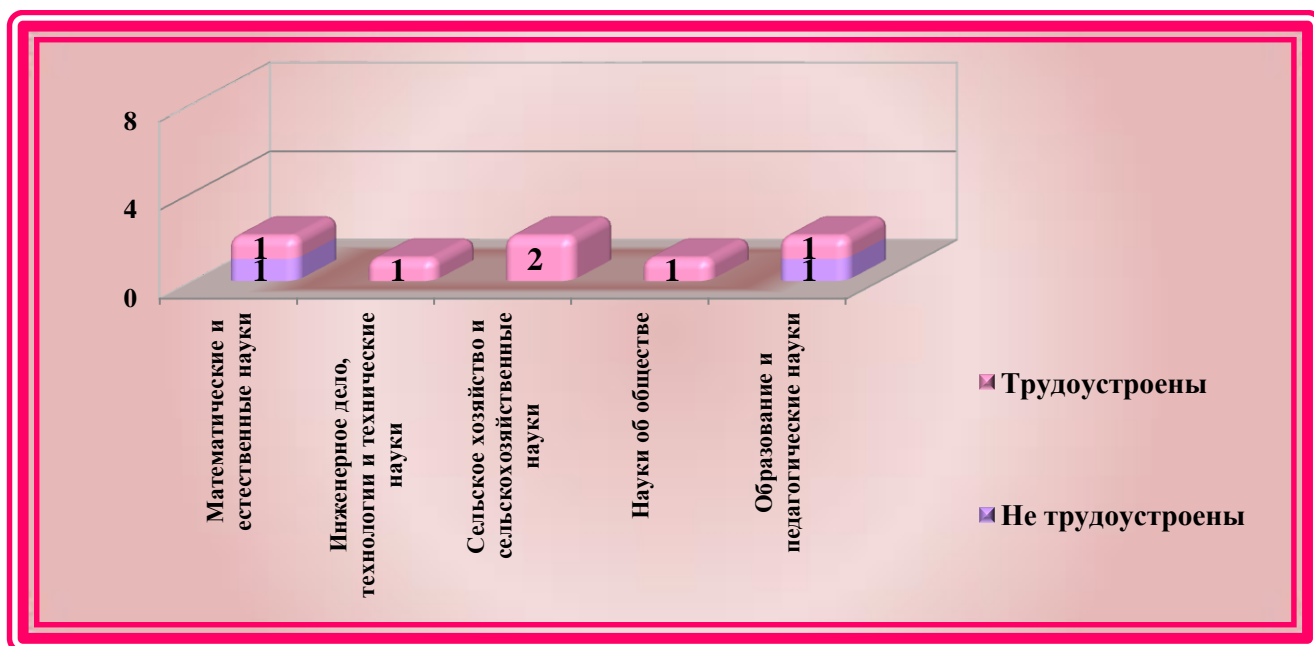 8
4
0
1
1
1
2
1
1
1
Математические и
естественные науки
Инженерное дело,
технологии и технические
науки
Сельское хозяйство и
сельскохозяйственные
науки
Науки об обществе
Образование и
педагогические науки
Трудоустроены
Не трудоустроены